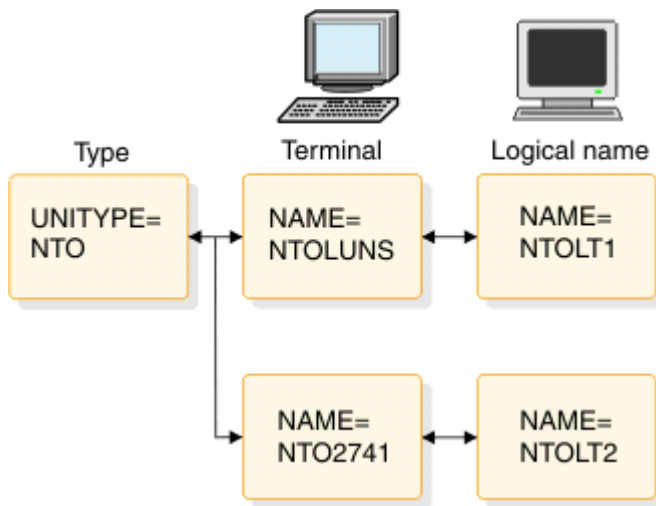 Type
Terminal
Logical name
UNITYPE=
NTO
NAME=
NTOLUNS
NAME=
NTOLT1
NAME=
NTO2741
NAME=
NTOLT2